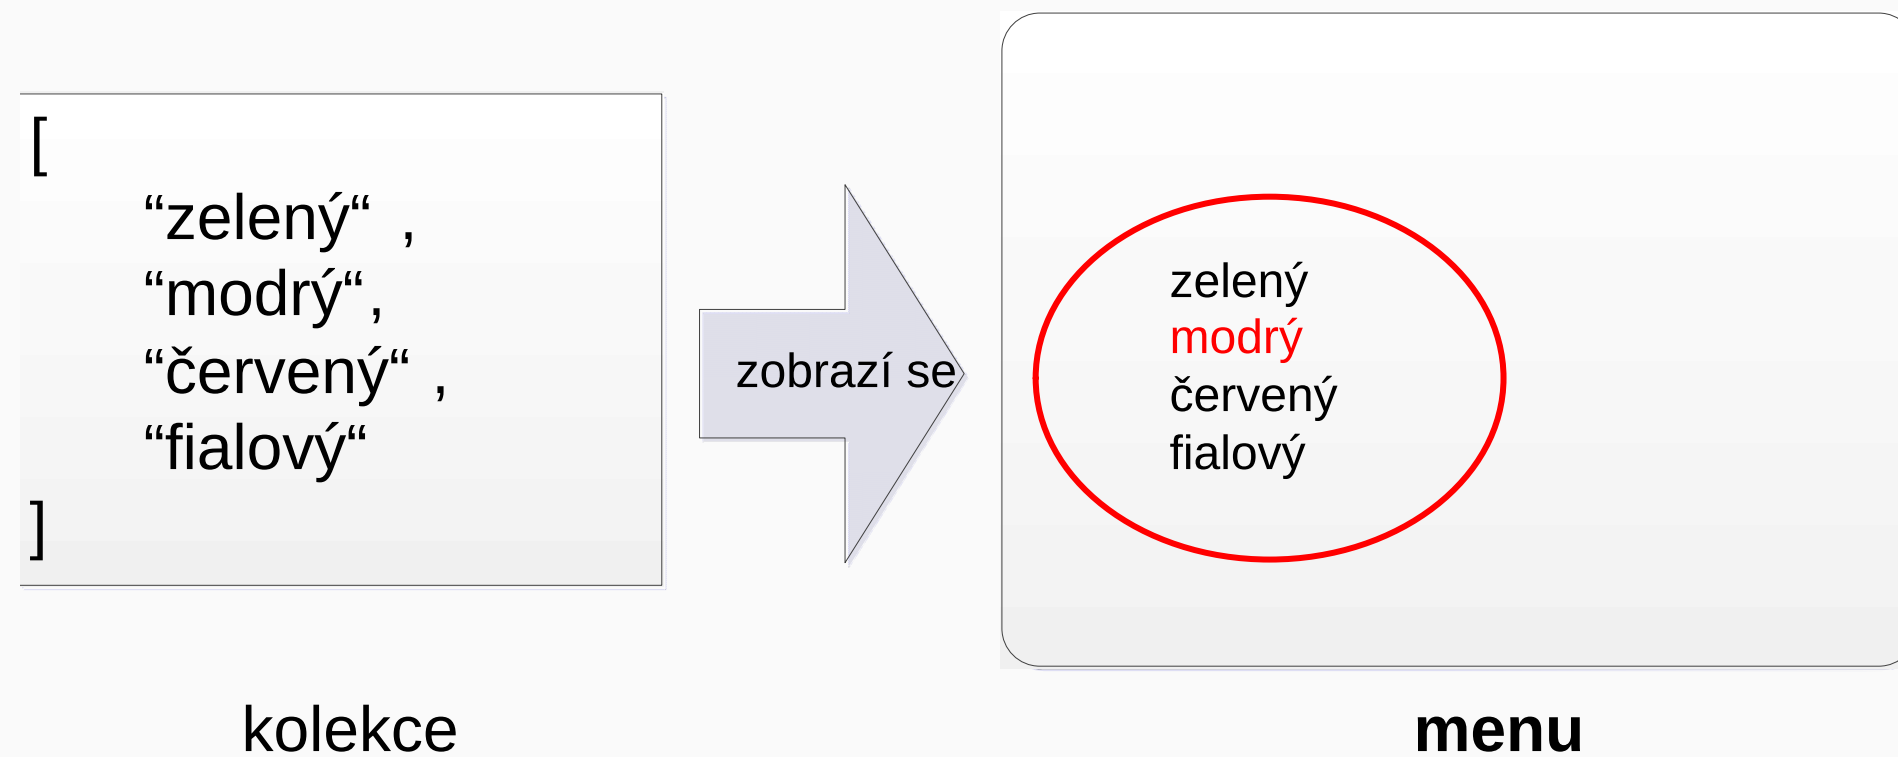 [
“zelený“ ,
“modrý“,
“červený“ ,
“fialový“
]
zobrazí se
zelený
modrý
červený
fialový
kolekce
menu